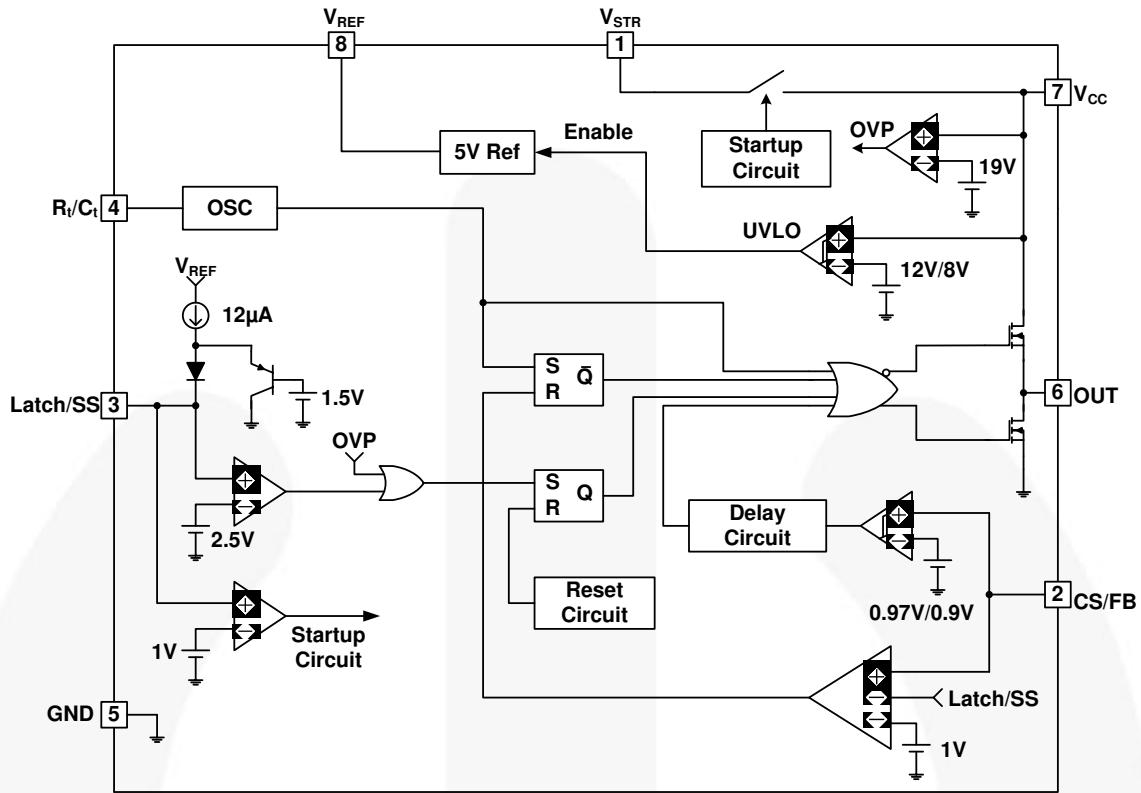 VREF
8
VSTR
1
7
VCC
Enable
5V Ref
Startup
Circuit
OVP
19V
Rt/Ct
4
OSC
UVLO
12V/8V
VREF
12µA
1.5V
S
R
Q̄
Latch/SS
3
6
OUT
OVP
2.5V
S
R
Q
Delay
Circuit
0.97V/0.9V
2
CS/FB
Reset
Circuit
1V
Startup
Circuit
Latch/SS
1V
GND
5